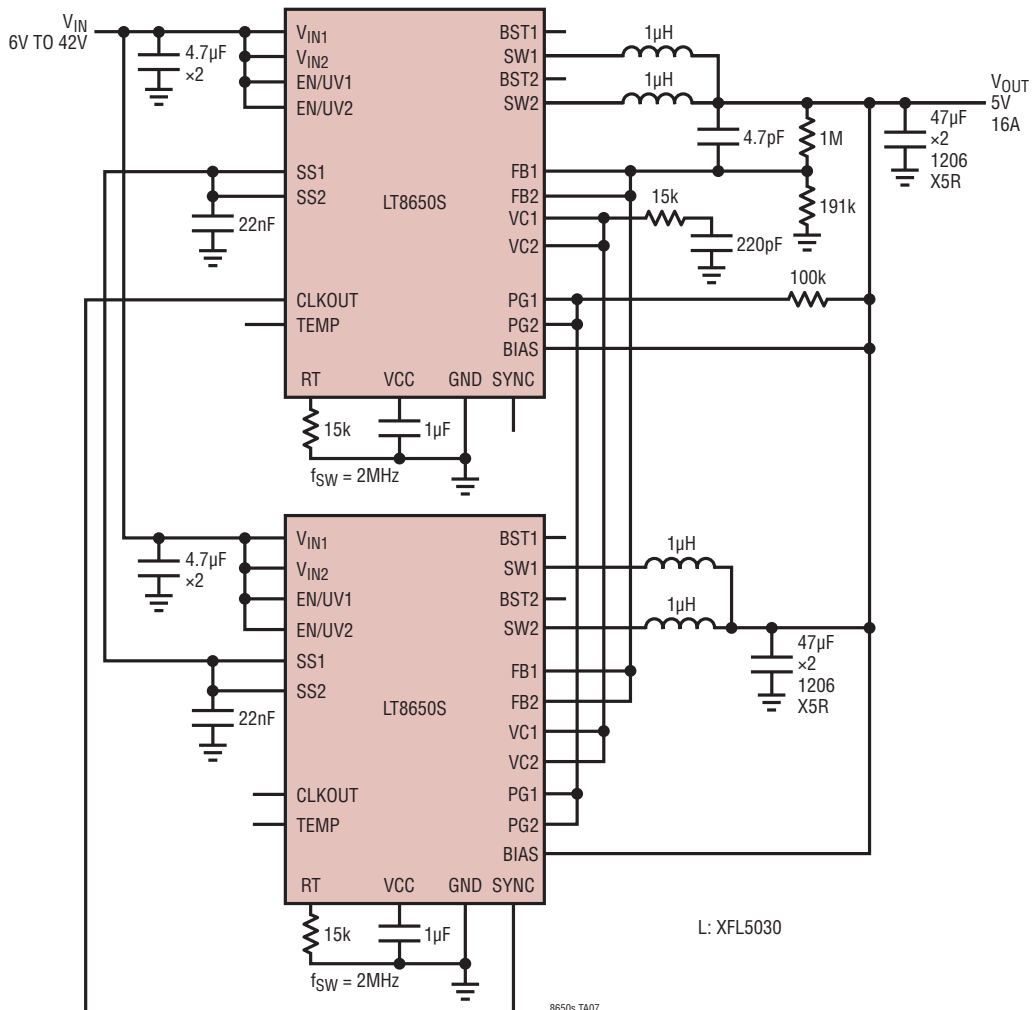 VIN
6V TO 42V
4.7µF
×2
VIN1
VIN2
EN/UV1
EN/UV2
SS1
SS2
22nF
CLKOUT
TEMP
LT8650S
RT
VCC
GND
SYNC
15k
1µF
fSW = 2MHz
BST1
SW1
BST2
SW2
FB1
FB2
VC1
VC2
PG1
PG2
BIAS
1µH
1µH
4.7pF
1M
191k
15k
220pF
100k
47µF
×2
1206
X5R
VOUT
5V
16A
4.7µF
×2
VIN1
VIN2
EN/UV1
EN/UV2
SS1
SS2
22nF
CLKOUT
TEMP
LT8650S
RT
VCC
GND
SYNC
15k
1µF
fSW = 2MHz
BST1
SW1
BST2
SW2
FB1
FB2
VC1
VC2
PG1
PG2
BIAS
1µH
1µH
47µF
×2
1206
X5R
L: XFL5030
8650s TA07